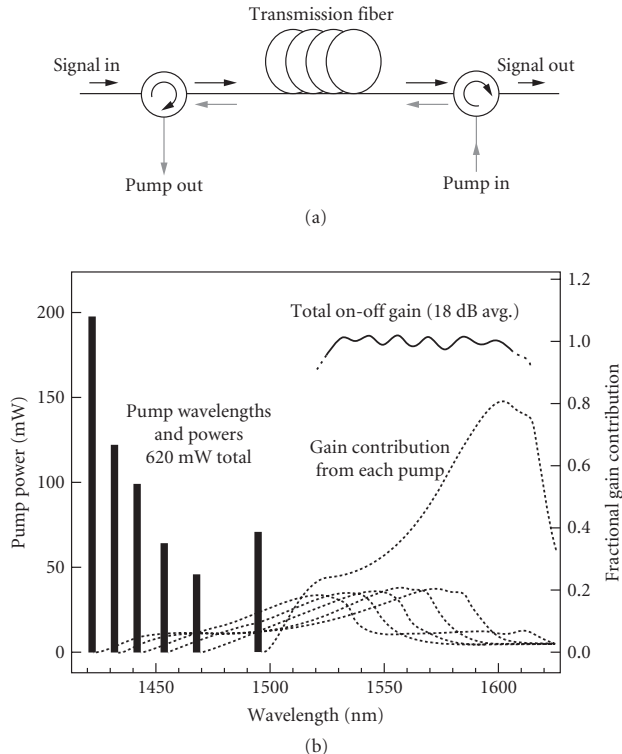 Transmission fiber
Signal in
Signal out
Pump out
Pump in
(a)
Pump power (mW)
200
150
100
50
0
Total on-off gain (18 dB avg.)
Pump wavelengths
and powers
620 mW total
Gain contribution
from each pump
1.2
1.0
0.8
0.6
0.4
0.2
0.0
Fractional gain contribution
1450
1500
1550
1600
Wavelength (nm)
(b)